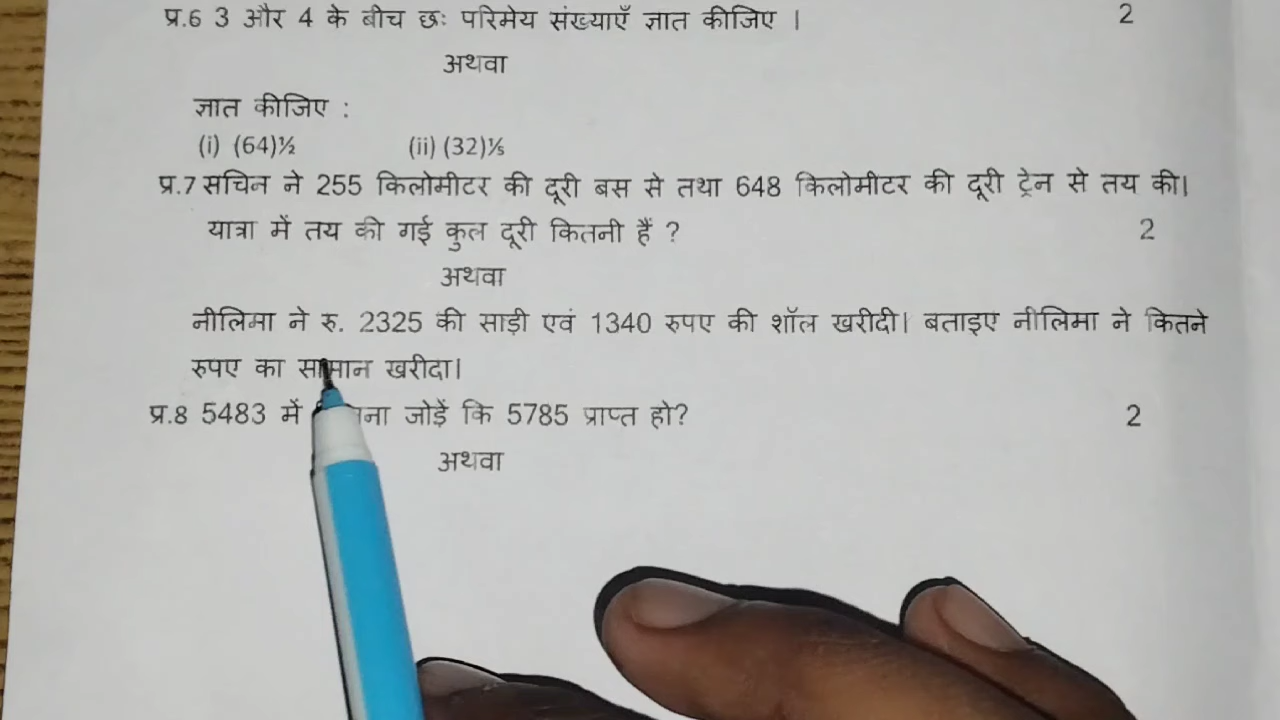 प्र.6 3 और 4 के बीच छः परिमेय संख्याएँ ज्ञात कीजिए । 2
अथवा
ज्ञात कीजिए :
(i) (64)½ (ii) (32)⅕
प्र.7 सचिन ने 255 किलोमीटर की दूरी बस से तथा 648 किलोमीटर की दूरी ट्रेन से तय की।
यात्रा में तय की गई कुल दूरी कितनी हैं ? 2
अथवा
नीलिमा ने रु. 2325 की साड़ी एवं 1340 रुपए की शॉल खरीदी। बताइए नीलिमा ने कितने
रुपए का सामान खरीदा।
प्र.8 5483 में जोड़ें कि 5785 प्राप्त हो? 2
अथवा